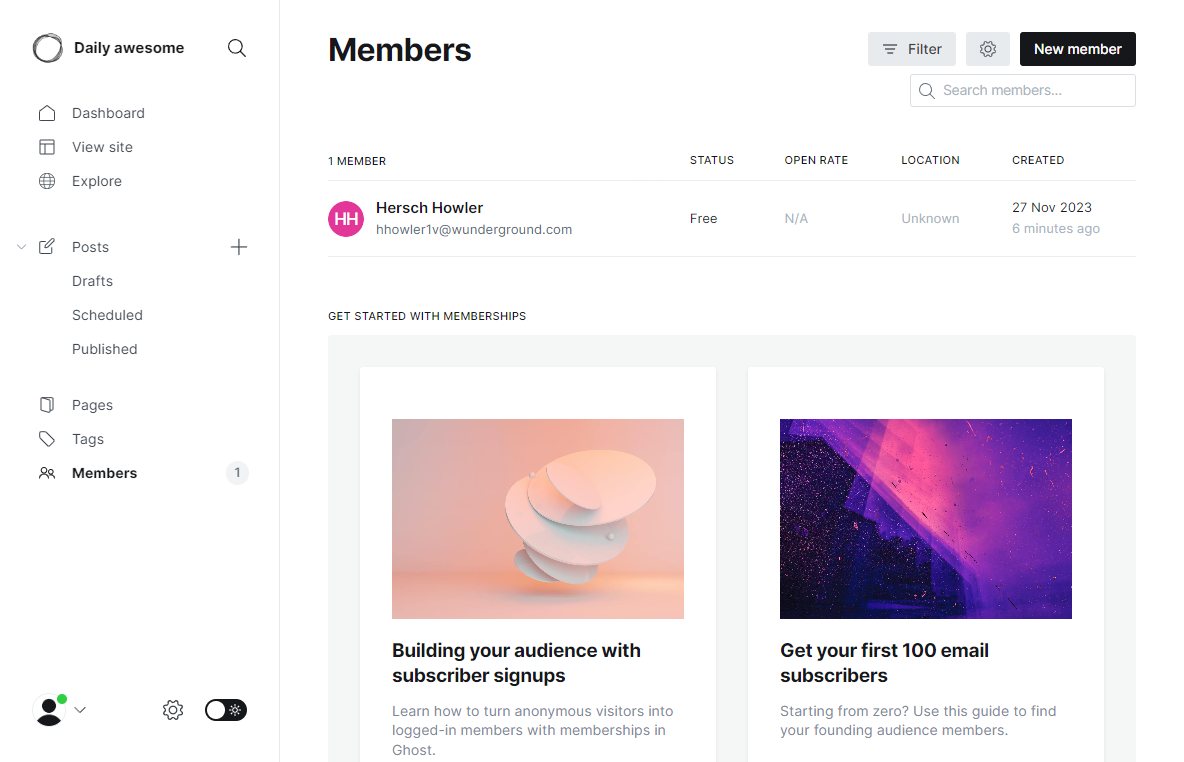 Daily awesome
Dashboard
View site
Explore
Posts
Drafts
Scheduled
Published
Pages
Tags
Members 1
Members
Filter
New member
Search members...
1 MEMBER STATUS OPEN RATE LOCATION CREATED
HH
Hersch Howler
hhowler1v@wunderground.com
Free
N/A
Unknown
27 Nov 2023
6 minutes ago
GET STARTED WITH MEMBERSHIPS
Building your audience with
subscriber signups
Learn how to turn anonymous visitors into
logged-in members with memberships in
Ghost.
Get your first 100 email
subscribers
Starting from zero? Use this guide to find
your founding audience members.